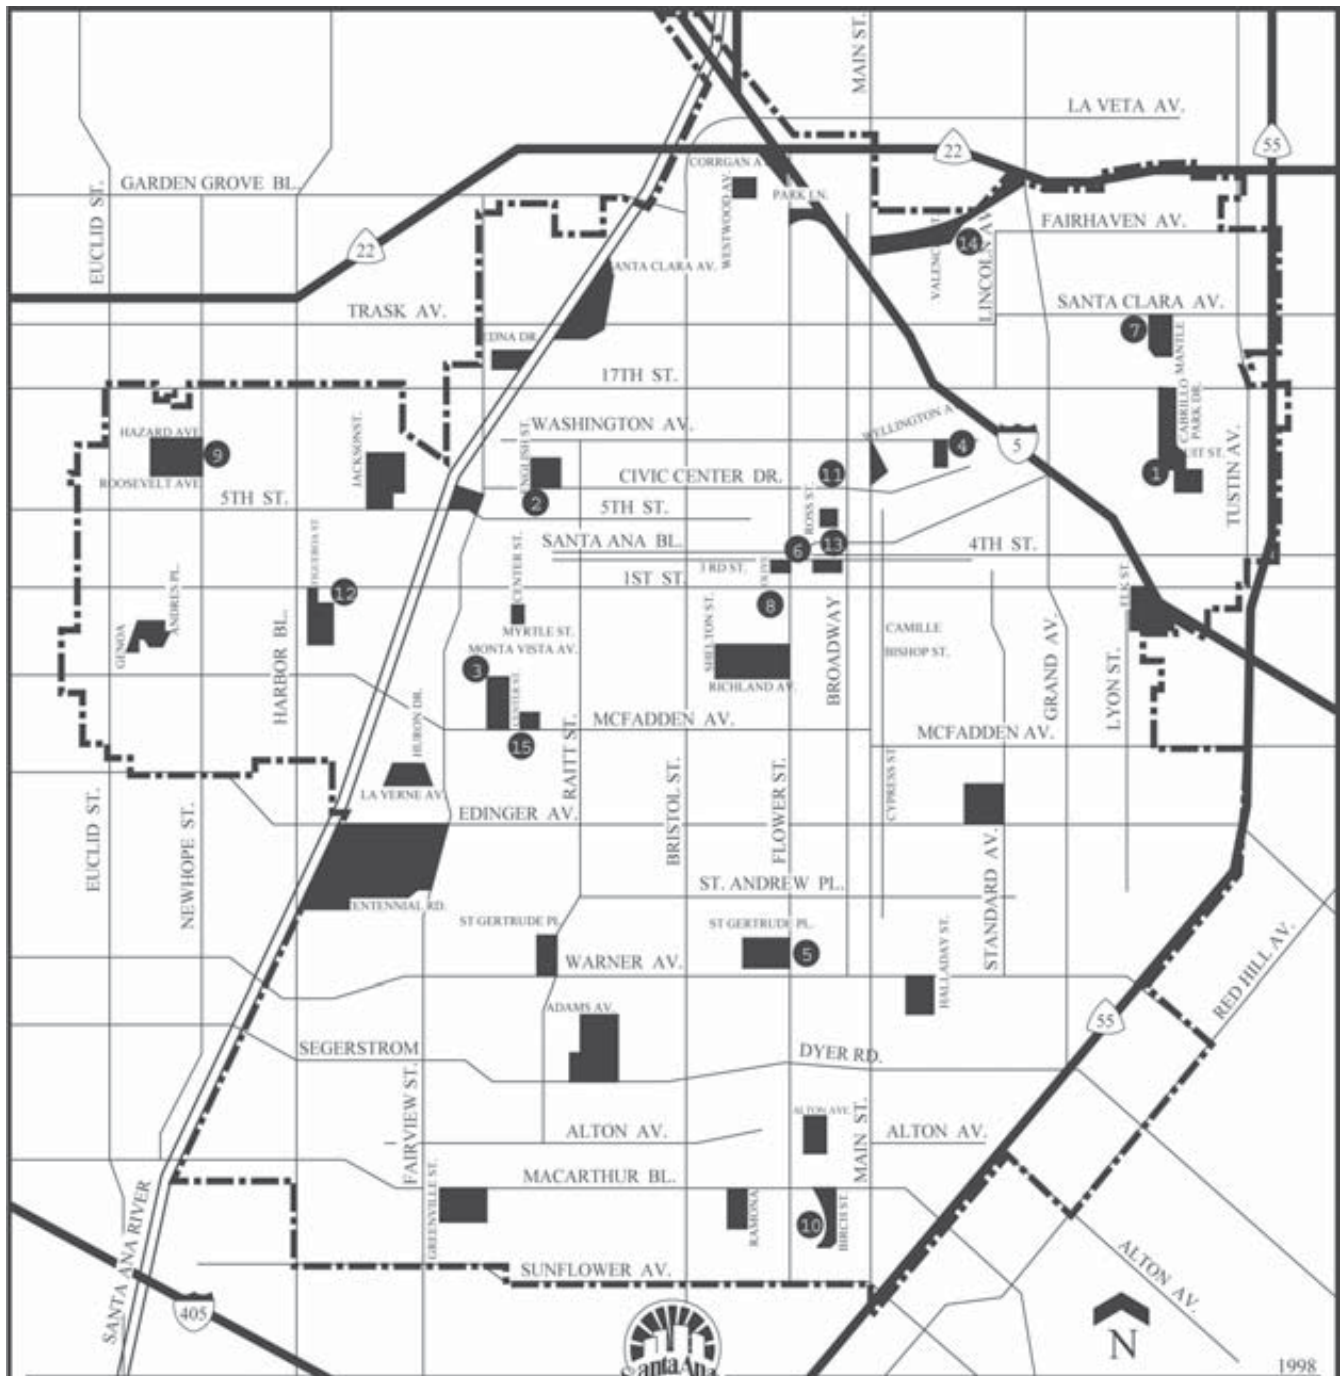 MAIN ST.
LA VETA AV.
22
55
CORRGAN A
GARDEN GROVE BL.
EUCLID ST.
WESTWOOD AV.
PARK LN.
FAIRHAVEN AV.
22
14
LINCOLN AV
ANTA CLARA AV.
SANTA CLARA AV.
TRASK AV.
7
EDNA DR.
MANTLE
17TH ST.
CABRILLO
PARK DR.
WASHINGTON AV.
WELLINGTON A
4
5
HAZARD AVE
9
JACKSON ST.
ENGLISH ST.
CIVIC CENTER DR.
11
1
UIT ST.
TUSTIN AV.
ROOSEVELT AVE
5TH ST.
2
5TH ST.
ROSS ST.
SANTA ANA BL.
6
13
4TH ST.
FIGUEROA ST
CENTER ST.
3 RD ST.
1ST ST.
ELK ST.
12
8
ANDRES PL.
GENOA
HARBOR BL.
MYRTLE ST.
SHELTON ST.
BROADWAY
CAMILLE
BISHOP ST.
GRAND AV.
LYON ST.
MONTA VISTA AV.
3
CENTER ST.
RICHLAND AV.
HURON DR.
MCFADDEN AV.
MCFADDEN AV.
15
RAITT ST.
LA VERNE AV.
EDINGER AV.
BRISTOL ST.
FLOWER ST.
CYPRESS ST
EUCLID ST.
NEWHOPE ST.
STANDARD AV.
ST. ANDREW PL.
ENTENNIAL RD.
ST GERTRUDE PL
ST GERTRUDE PL.
5
WARNER AV.
HALLADAY ST.
RED HILL AV.
ADAMS AV.
55
SEGERSTROM
DYER RD.
FAIRVIEW ST.
ALTON AVE
ALTON AV.
MAIN ST.
ALTON AV.
MACARTHUR BL.
GREENVILLE ST.
RAMONA
10
BIRCH ST.
SANTA ANA RIVER
SUNFLOWER AV.
ALTON AV.
405
N
Santa Ana
1998